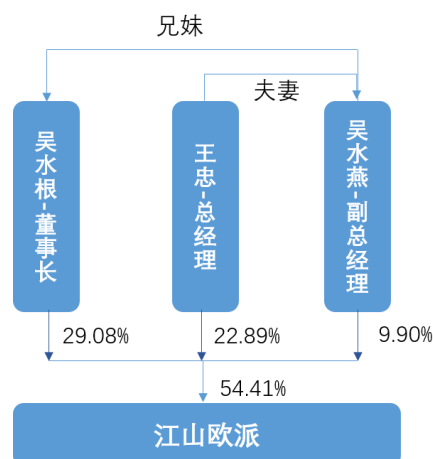 兄妹
夫妻
吴水根-董事长
王忠-总经理
吴水燕-副总经理
29.08%
22.89%
9.90%
54.41%
江山欧派